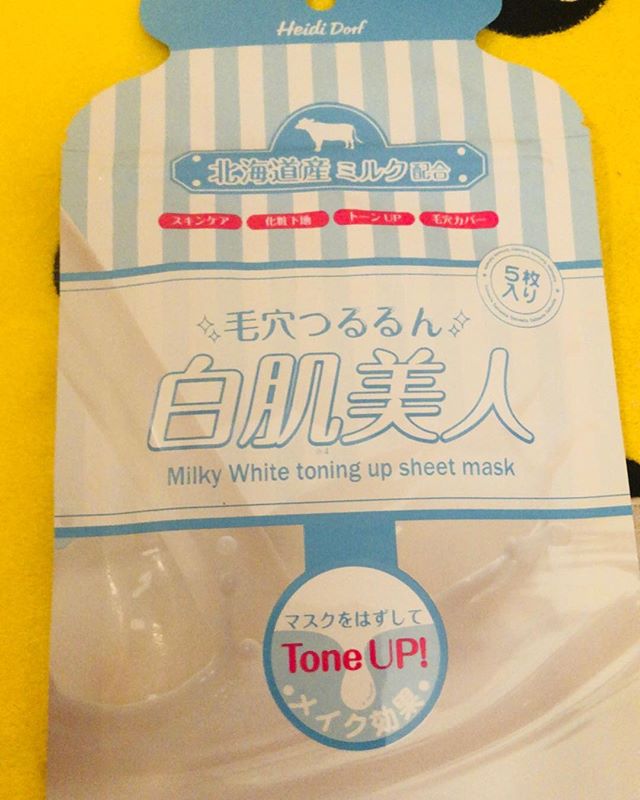 Heidi Dorf
北海道産ミルク配合
スキンケア 化粧下地 トーンUP 毛穴カバー
5枚
入り
毛穴つるるん
白肌美人
Milky White toning up sheet mask
マスクをはずして
Tone UP!
メイク効果